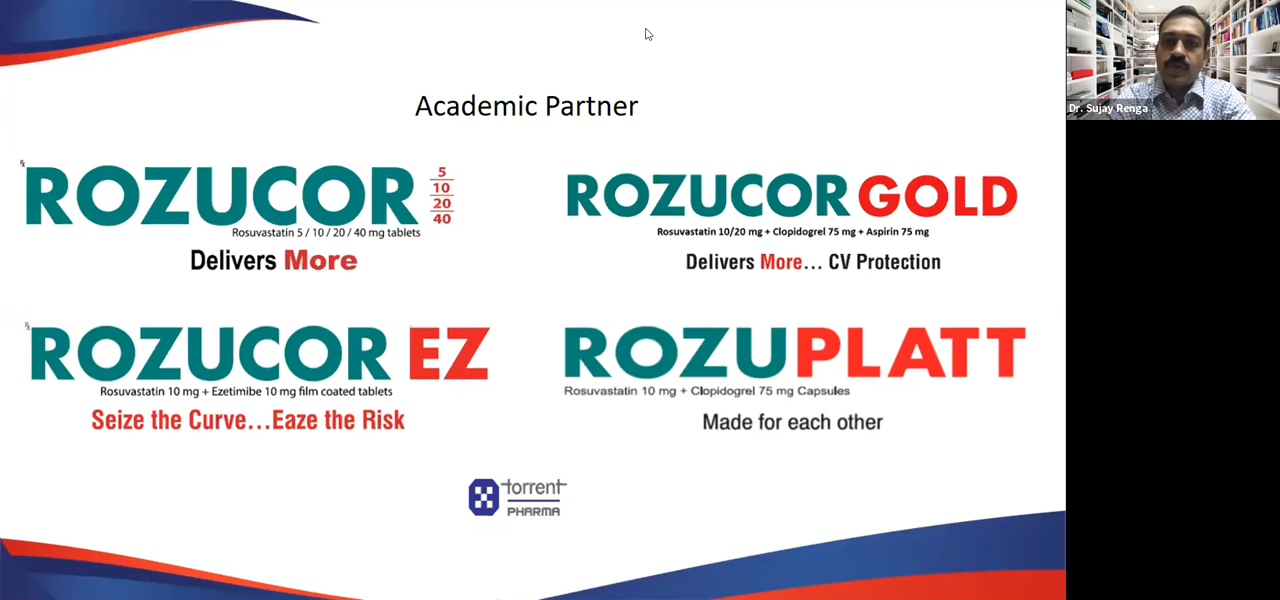 Academic Partner
Rx
ROZUCOR
5
10
20
40
Rosuvastatin 5 / 10 / 20 / 40 mg tablets
Delivers More
ROZUCOR GOLD
Rosuvastatin 10/20 mg + Clopidogrel 75 mg + Aspirin 75 mg
Delivers More... CV Protection
Rx
ROZUCOR EZ
Rosuvastatin 10 mg + Ezetimibe 10 mg film coated tablets
Seize the Curve...Eaze the Risk
ROZUPLATT
Rosuvastatin 10 mg + Clopidogrel 75 mg Capsules
Made for each other
torrent
PHARMA
Dr. Sujay Renga